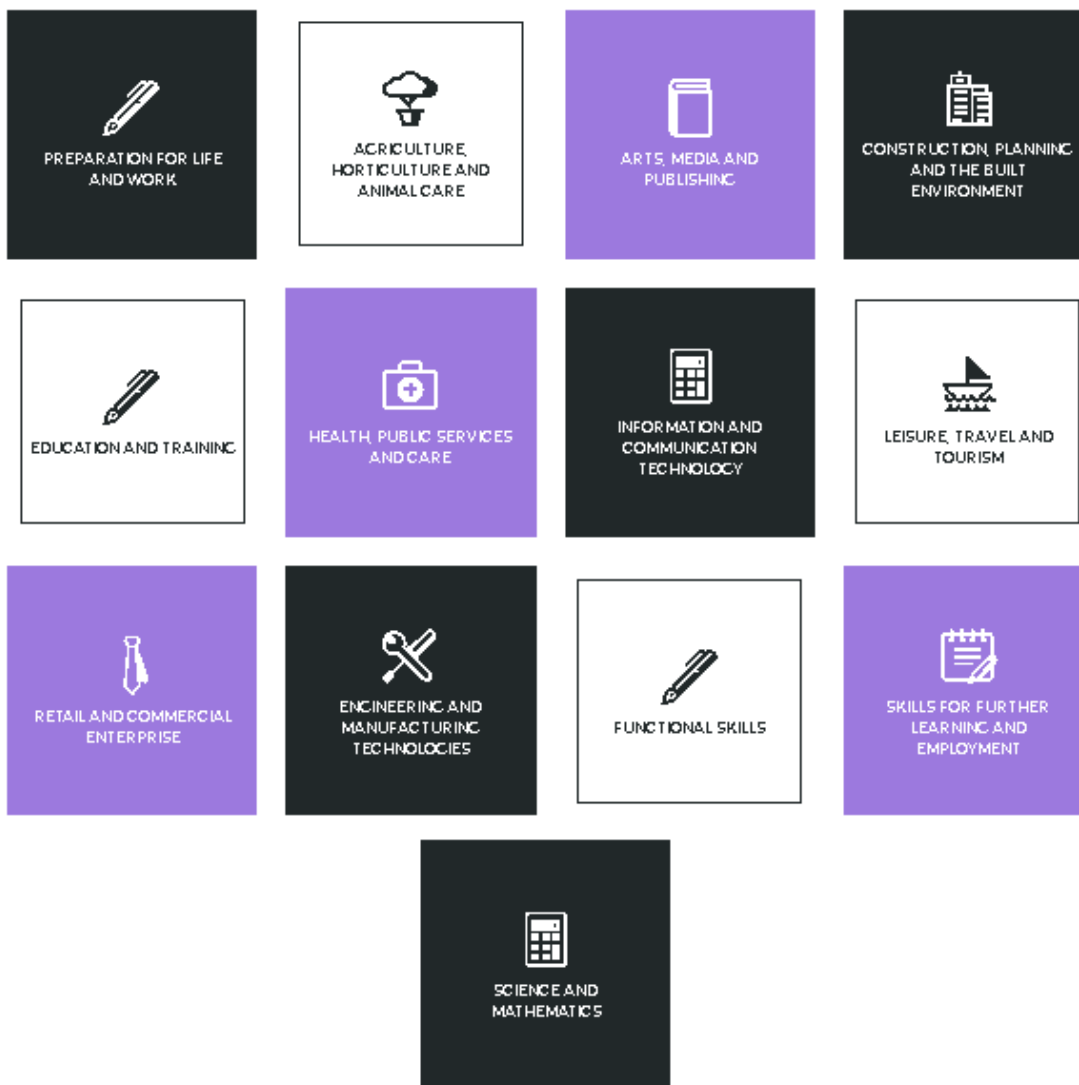 PREPARATION FOR LIFE
AND WORK
AGRICULTURE,
HORTICULTURE AND
ANIMAL CARE
ARTS, MEDIA AND
PUBLISHING
CONSTRUCTION, PLANNING
AND THE BUILT
ENVIRONMENT
EDUCATION AND TRAINING
HEALTH, PUBLIC SERVICES
AND CARE
INFORMATION AND
COMMUNICATION
TECHNOLOGY
LEISURE, TRAVEL AND
TOURISM
RETAIL AND COMMERCIAL
ENTERPRISE
ENGINEERING AND
MANUFACTURING
TECHNOLOGIES
FUNCTIONAL SKILLS
SKILLS FOR FURTHER
LEARNING AND
EMPLOYMENT
SCIENCE AND
MATHEMATICS